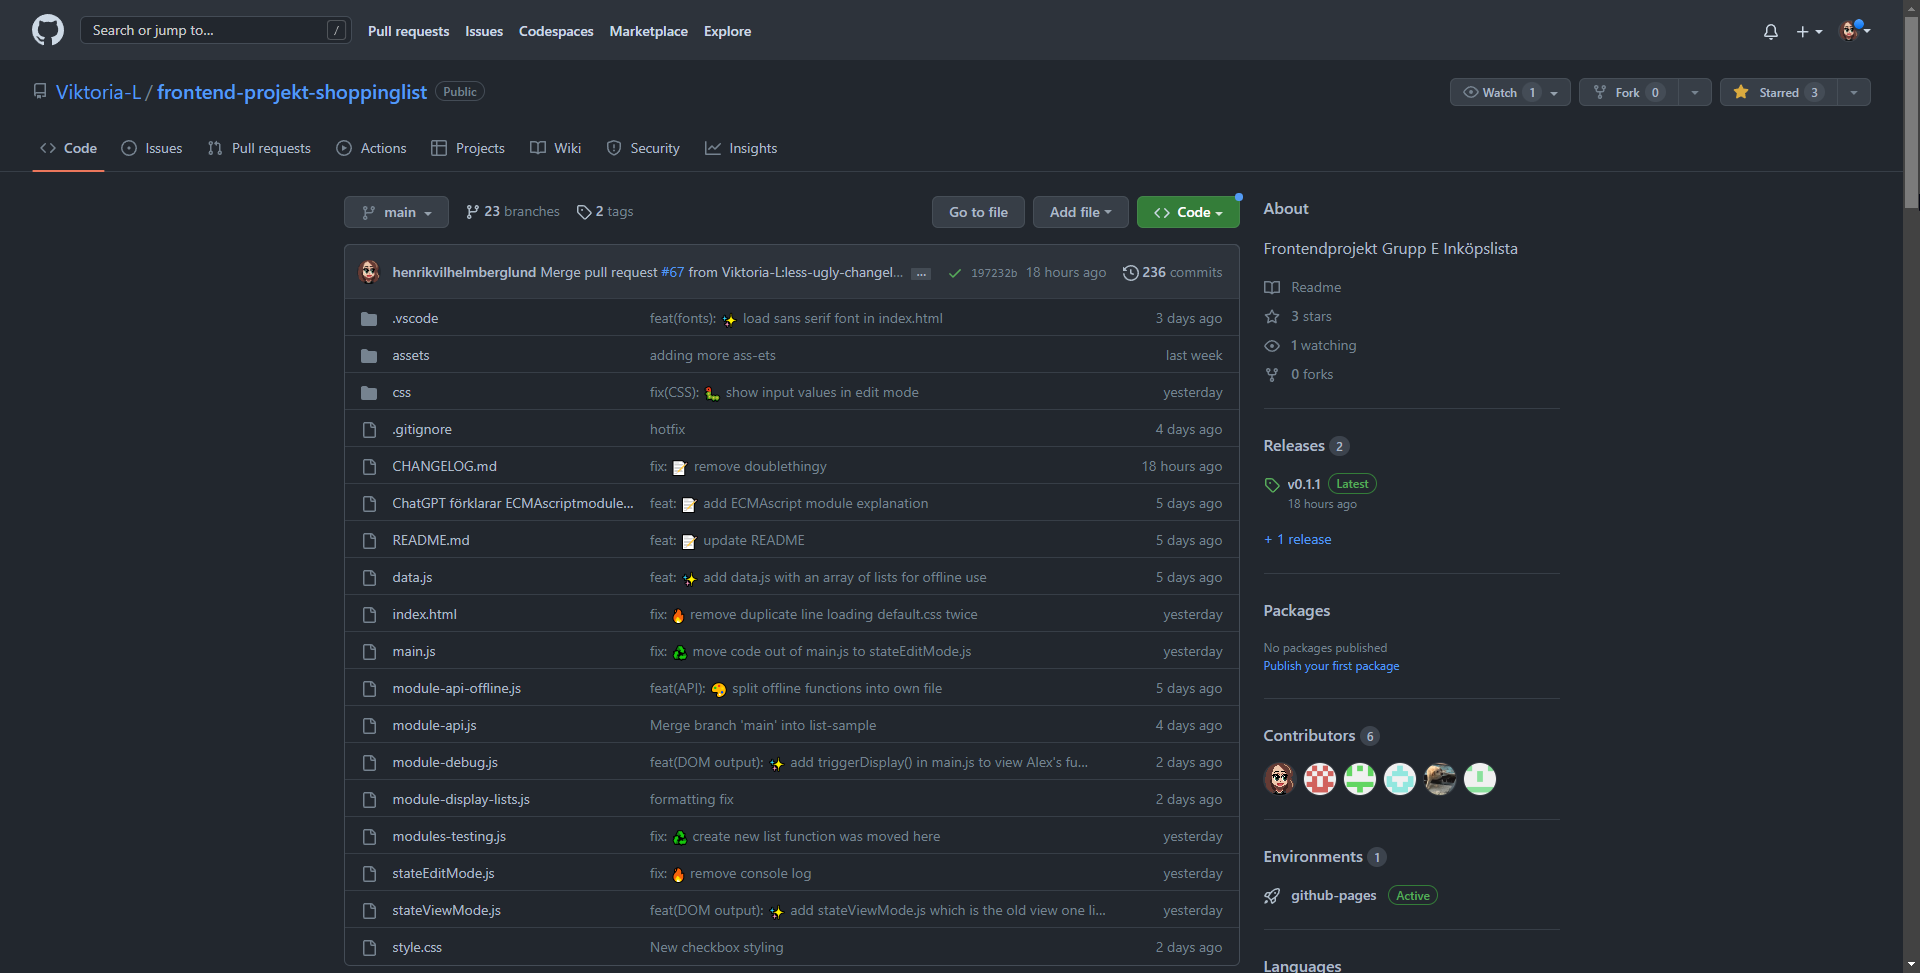 Search or jump to... /
Pull requests Issues Codespaces Marketplace Explore
Viktoria-L / frontend-projekt-shoppinglist Public
Watch 1 Fork 0 Starred 3
Code Issues Pull requests Actions Projects Wiki Security Insights
main 23 branches 2 tags Go to file Add file Code
henrikvilhelmberglund Merge pull request #67 from Viktoria-L:less-ugly-changel... ... 197232b 18 hours ago 236 commits
.vscode feat(fonts): ✨ load sans serif font in index.html 3 days ago
assets adding more ass-ets last week
css fix(CSS): 🐛 show input values in edit mode yesterday
.gitignore hotfix 4 days ago
CHANGELOG.md fix: 📝 remove doublethingy 18 hours ago
ChatGPT förklarar ECMAscriptmodule... feat: 📝 add ECMAscript module explanation 5 days ago
README.md feat: 📝 update README 5 days ago
data.js feat: ✨ add data.js with an array of lists for offline use 5 days ago
index.html fix: 🔥 remove duplicate line loading default.css twice yesterday
main.js fix: ♻️ move code out of main.js to stateEditMode.js yesterday
module-api-offline.js feat(API): 🎨 split offline functions into own file 5 days ago
module-api.js Merge branch 'main' into list-sample 4 days ago
module-debug.js feat(DOM output): ✨ add triggerDisplay() in main.js to view Alex's fu... 2 days ago
module-display-lists.js formatting fix 2 days ago
modules-testing.js fix: ♻️ create new list function was moved here yesterday
stateEditMode.js fix: 🔥 remove console log yesterday
stateViewMode.js feat(DOM output): ✨ add stateViewMode.js which is the old view one li... yesterday
style.css New checkbox styling 2 days ago
About
Frontendprojekt Grupp E Inköpslista
Readme
3 stars
1 watching
0 forks
Releases 2
v0.1.1 Latest
18 hours ago
+ 1 release
Packages
No packages published
Publish your first package
Contributors 6
Environments 1
github-pages Active
Languages